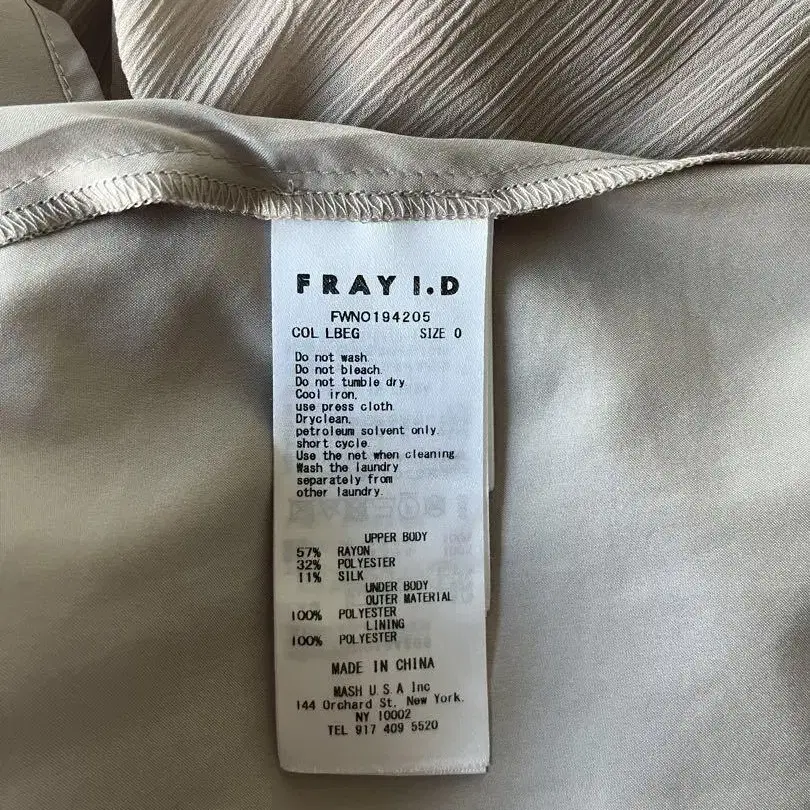 FRAY I.D
FWNO194205
COL LBEG SIZE 0
Do not wash.
Do not bleach.
Do not tumble dry.
Cool iron,
use press cloth.
Dryclean,
petroleum solvent only.
short cycle.
Use the net when cleaning.
Wash the laundry
separately from
other laundry.
UPPER BODY
57% RAYON
32% POLYESTER
11% SILK
UNDER BODY
OUTER MATERIAL
100% POLYESTER
LINING
100% POLYESTER
MADE IN CHINA
MASH U.S.A Inc
144 Orchard St. New York.
NY 10002
TEL 917 409 5520